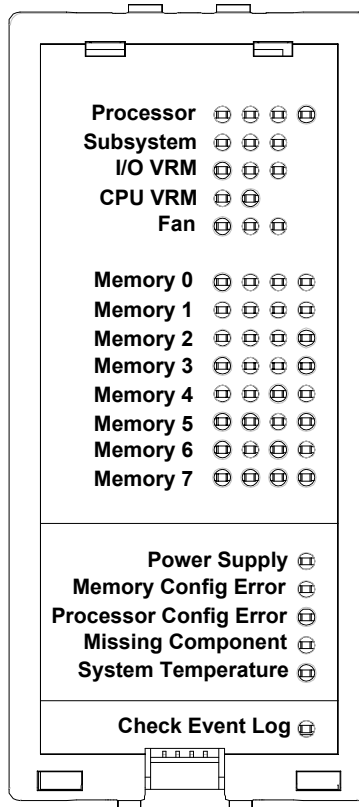 Processor
Subsystem
I/O VRM
CPU VRM
Fan
Memory 0
Memory 1
Memory 2
Memory 3
Memory 4
Memory 5
Memory 6
Memory 7
Power Supply
Memory Config Error
Processor Config Error
Missing Component
System Temperature
Check Event Log